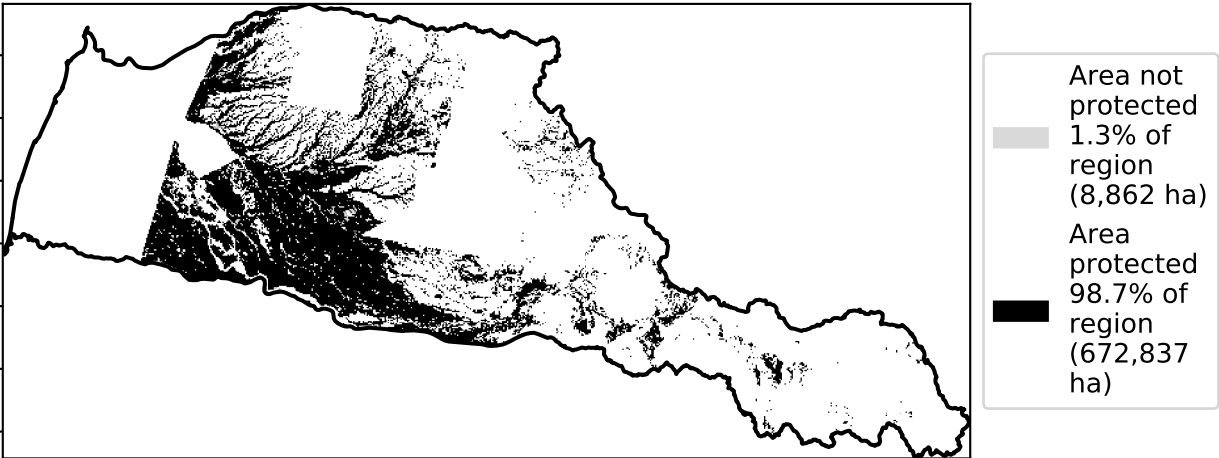 Area not
protected
1.3% of
region
(8,862 ha)
Area
protected
98.7% of
region
(672,837
ha)